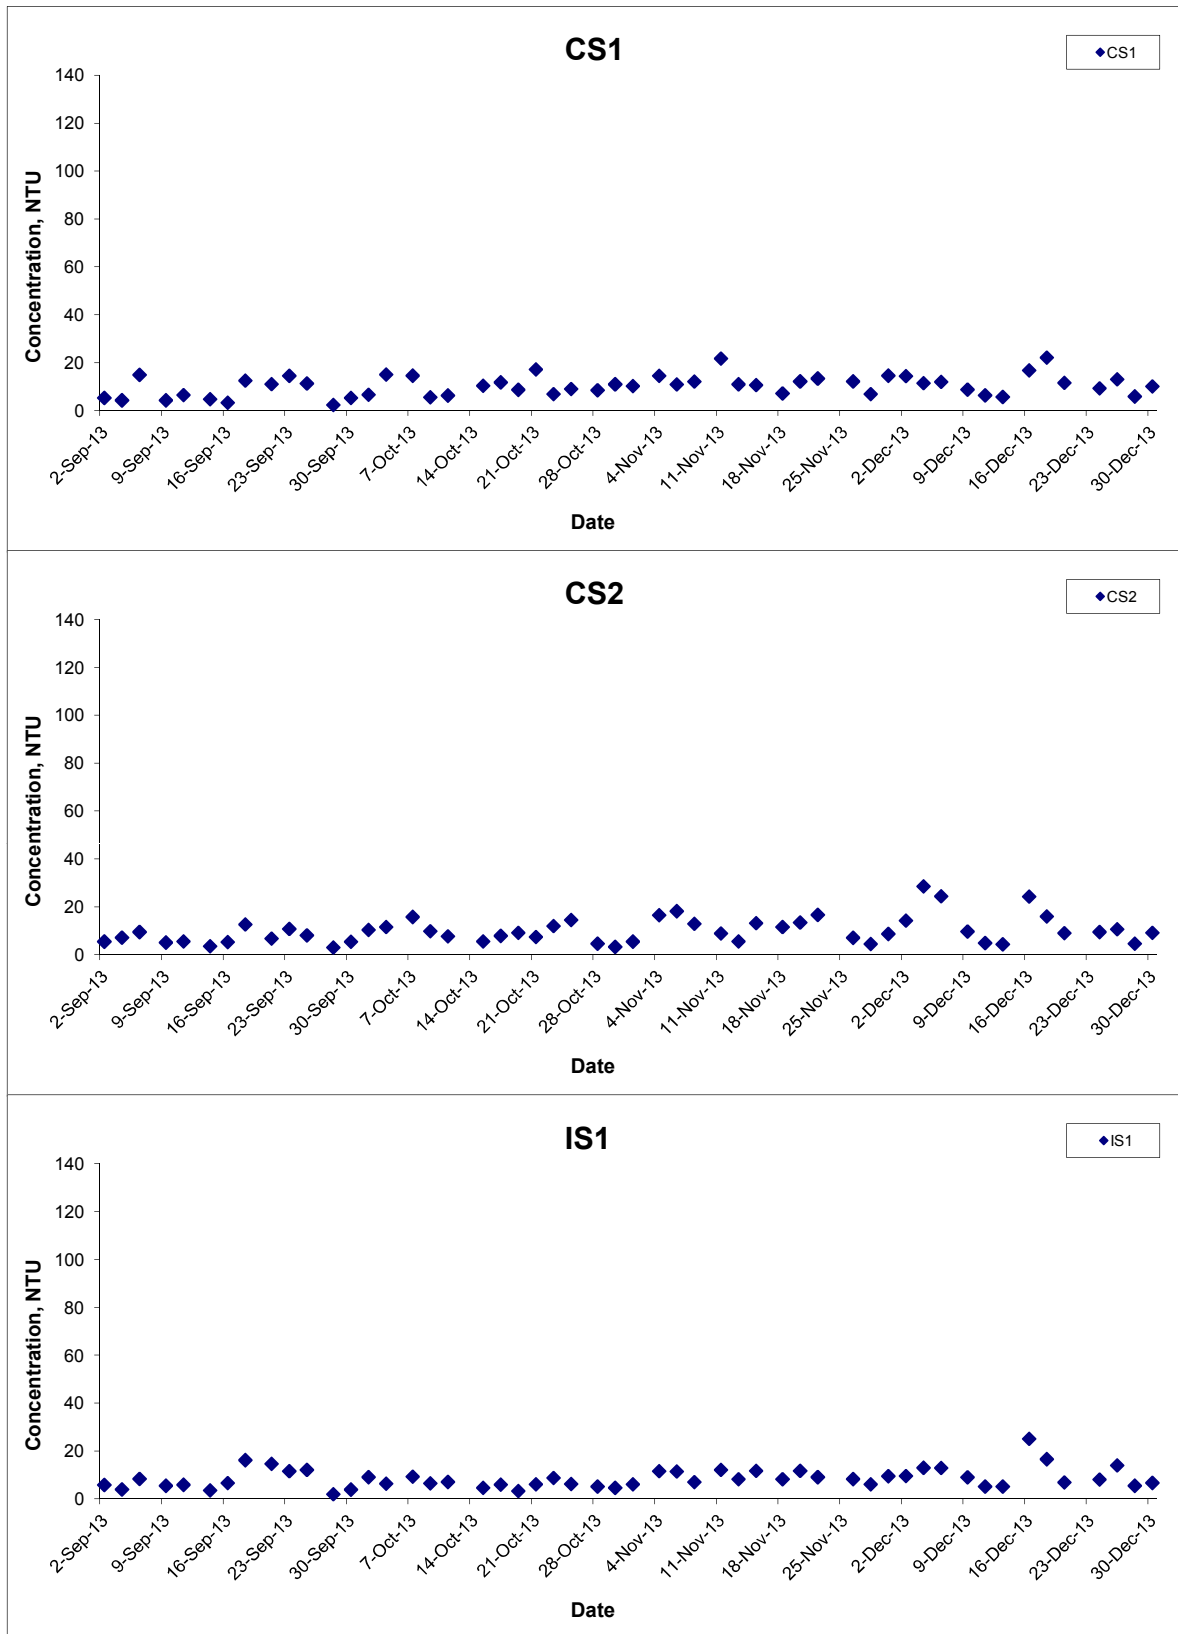 CS1
CS1
140
120
100
80
60
40
20
0
Concentration, NTU
2-Sep-13
9-Sep-13
16-Sep-13
23-Sep-13
30-Sep-13
7-Oct-13
14-Oct-13
21-Oct-13
28-Oct-13
4-Nov-13
11-Nov-13
18-Nov-13
25-Nov-13
2-Dec-13
9-Dec-13
16-Dec-13
23-Dec-13
30-Dec-13
Date
CS2
CS2
140
120
100
80
60
40
20
0
Concentration, NTU
2-Sep-13
9-Sep-13
16-Sep-13
23-Sep-13
30-Sep-13
7-Oct-13
14-Oct-13
21-Oct-13
28-Oct-13
4-Nov-13
11-Nov-13
18-Nov-13
25-Nov-13
2-Dec-13
9-Dec-13
16-Dec-13
23-Dec-13
30-Dec-13
Date
IS1
IS1
140
120
100
80
60
40
20
0
Concentration, NTU
2-Sep-13
9-Sep-13
16-Sep-13
23-Sep-13
30-Sep-13
7-Oct-13
14-Oct-13
21-Oct-13
28-Oct-13
4-Nov-13
11-Nov-13
18-Nov-13
25-Nov-13
2-Dec-13
9-Dec-13
16-Dec-13
23-Dec-13
30-Dec-13
Date